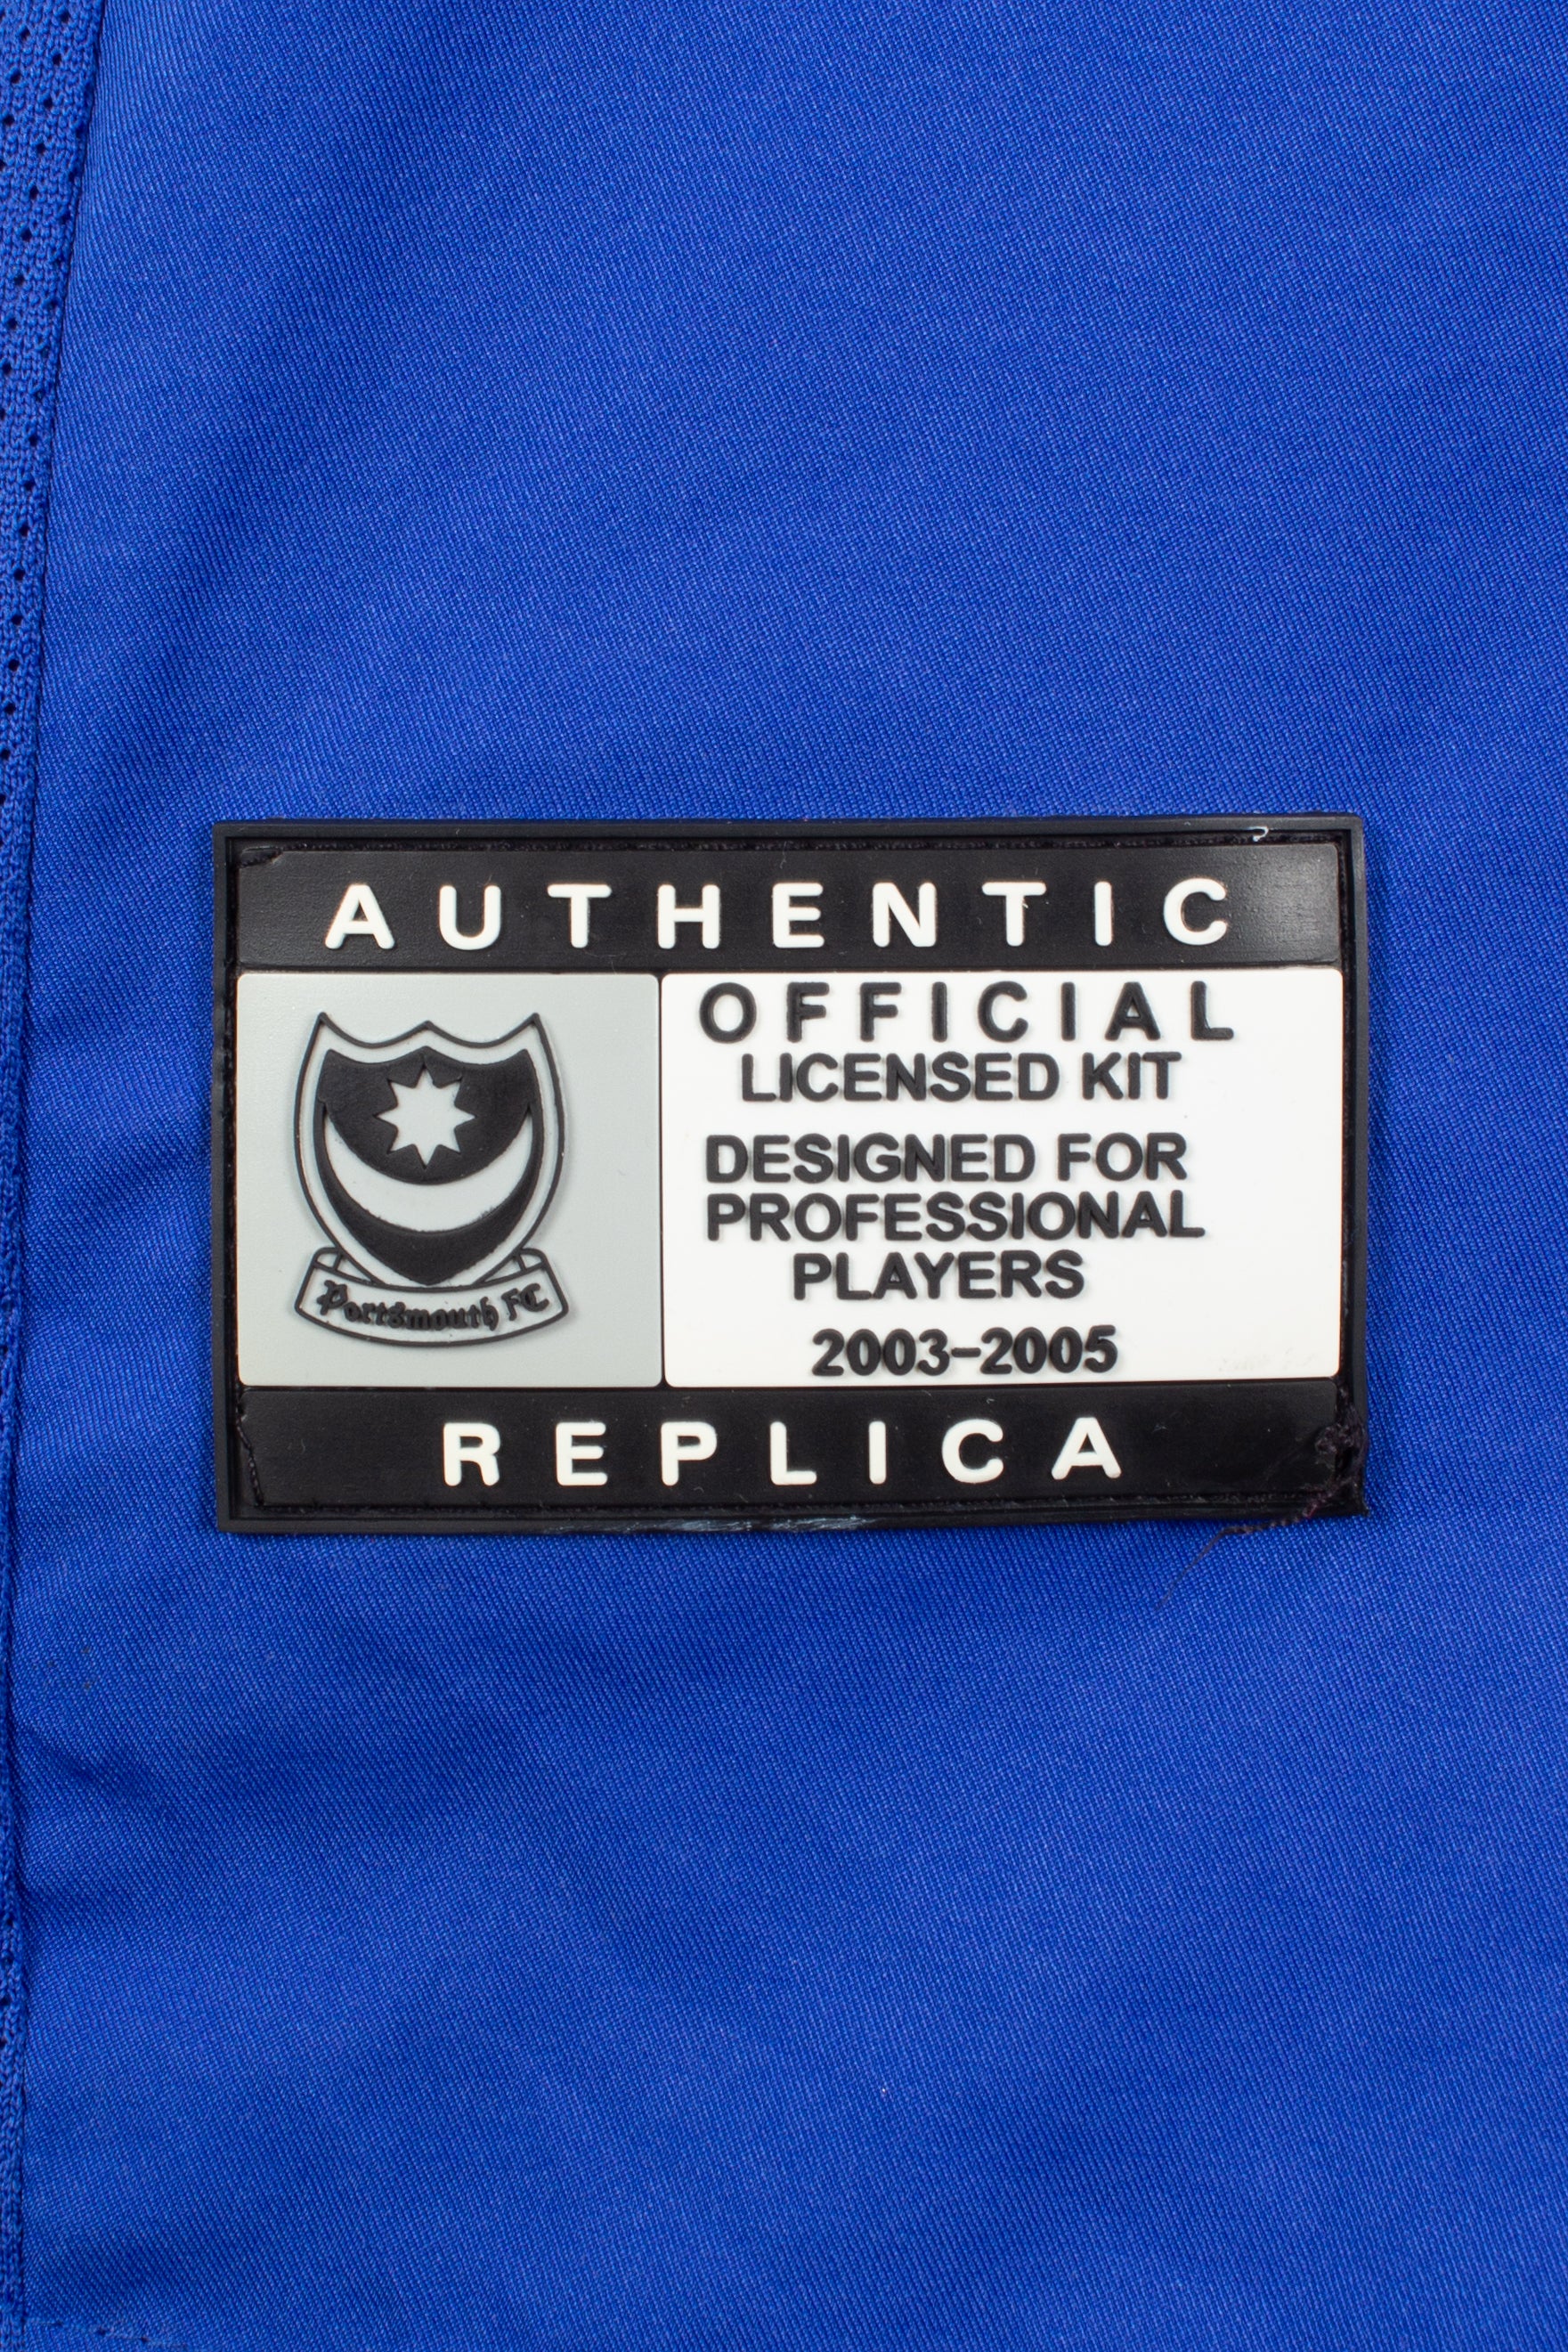 AUTHENTIC
Portsmouth FC
OFFICIAL
LICENSED KIT
DESIGNED FOR
PROFESSIONAL
PLAYERS
2003-2005
REPLICA